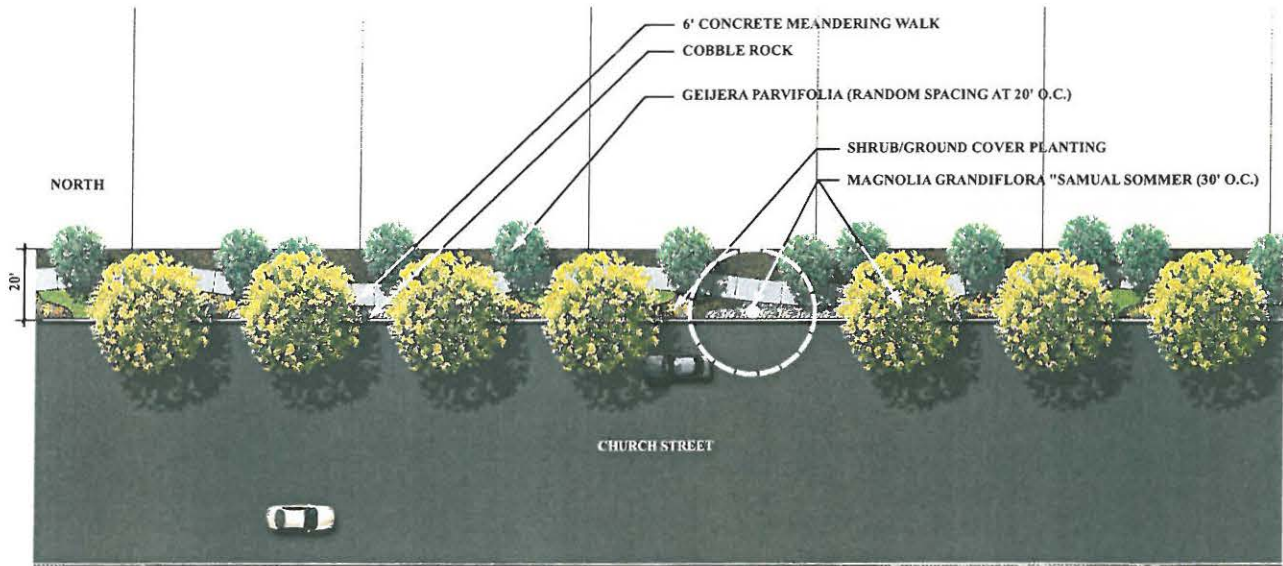 6' CONCRETE MEANDERING WALK
COBBLE ROCK
GEIJERA PARVIFOLIA (RANDOM SPACING AT 20' O.C.)
SHRUB/GROUND COVER PLANTING
MAGNOLIA GRANDIFLORA "SAMUAL SOMMER (30' O.C.)
NORTH
20'
CHURCH STREET